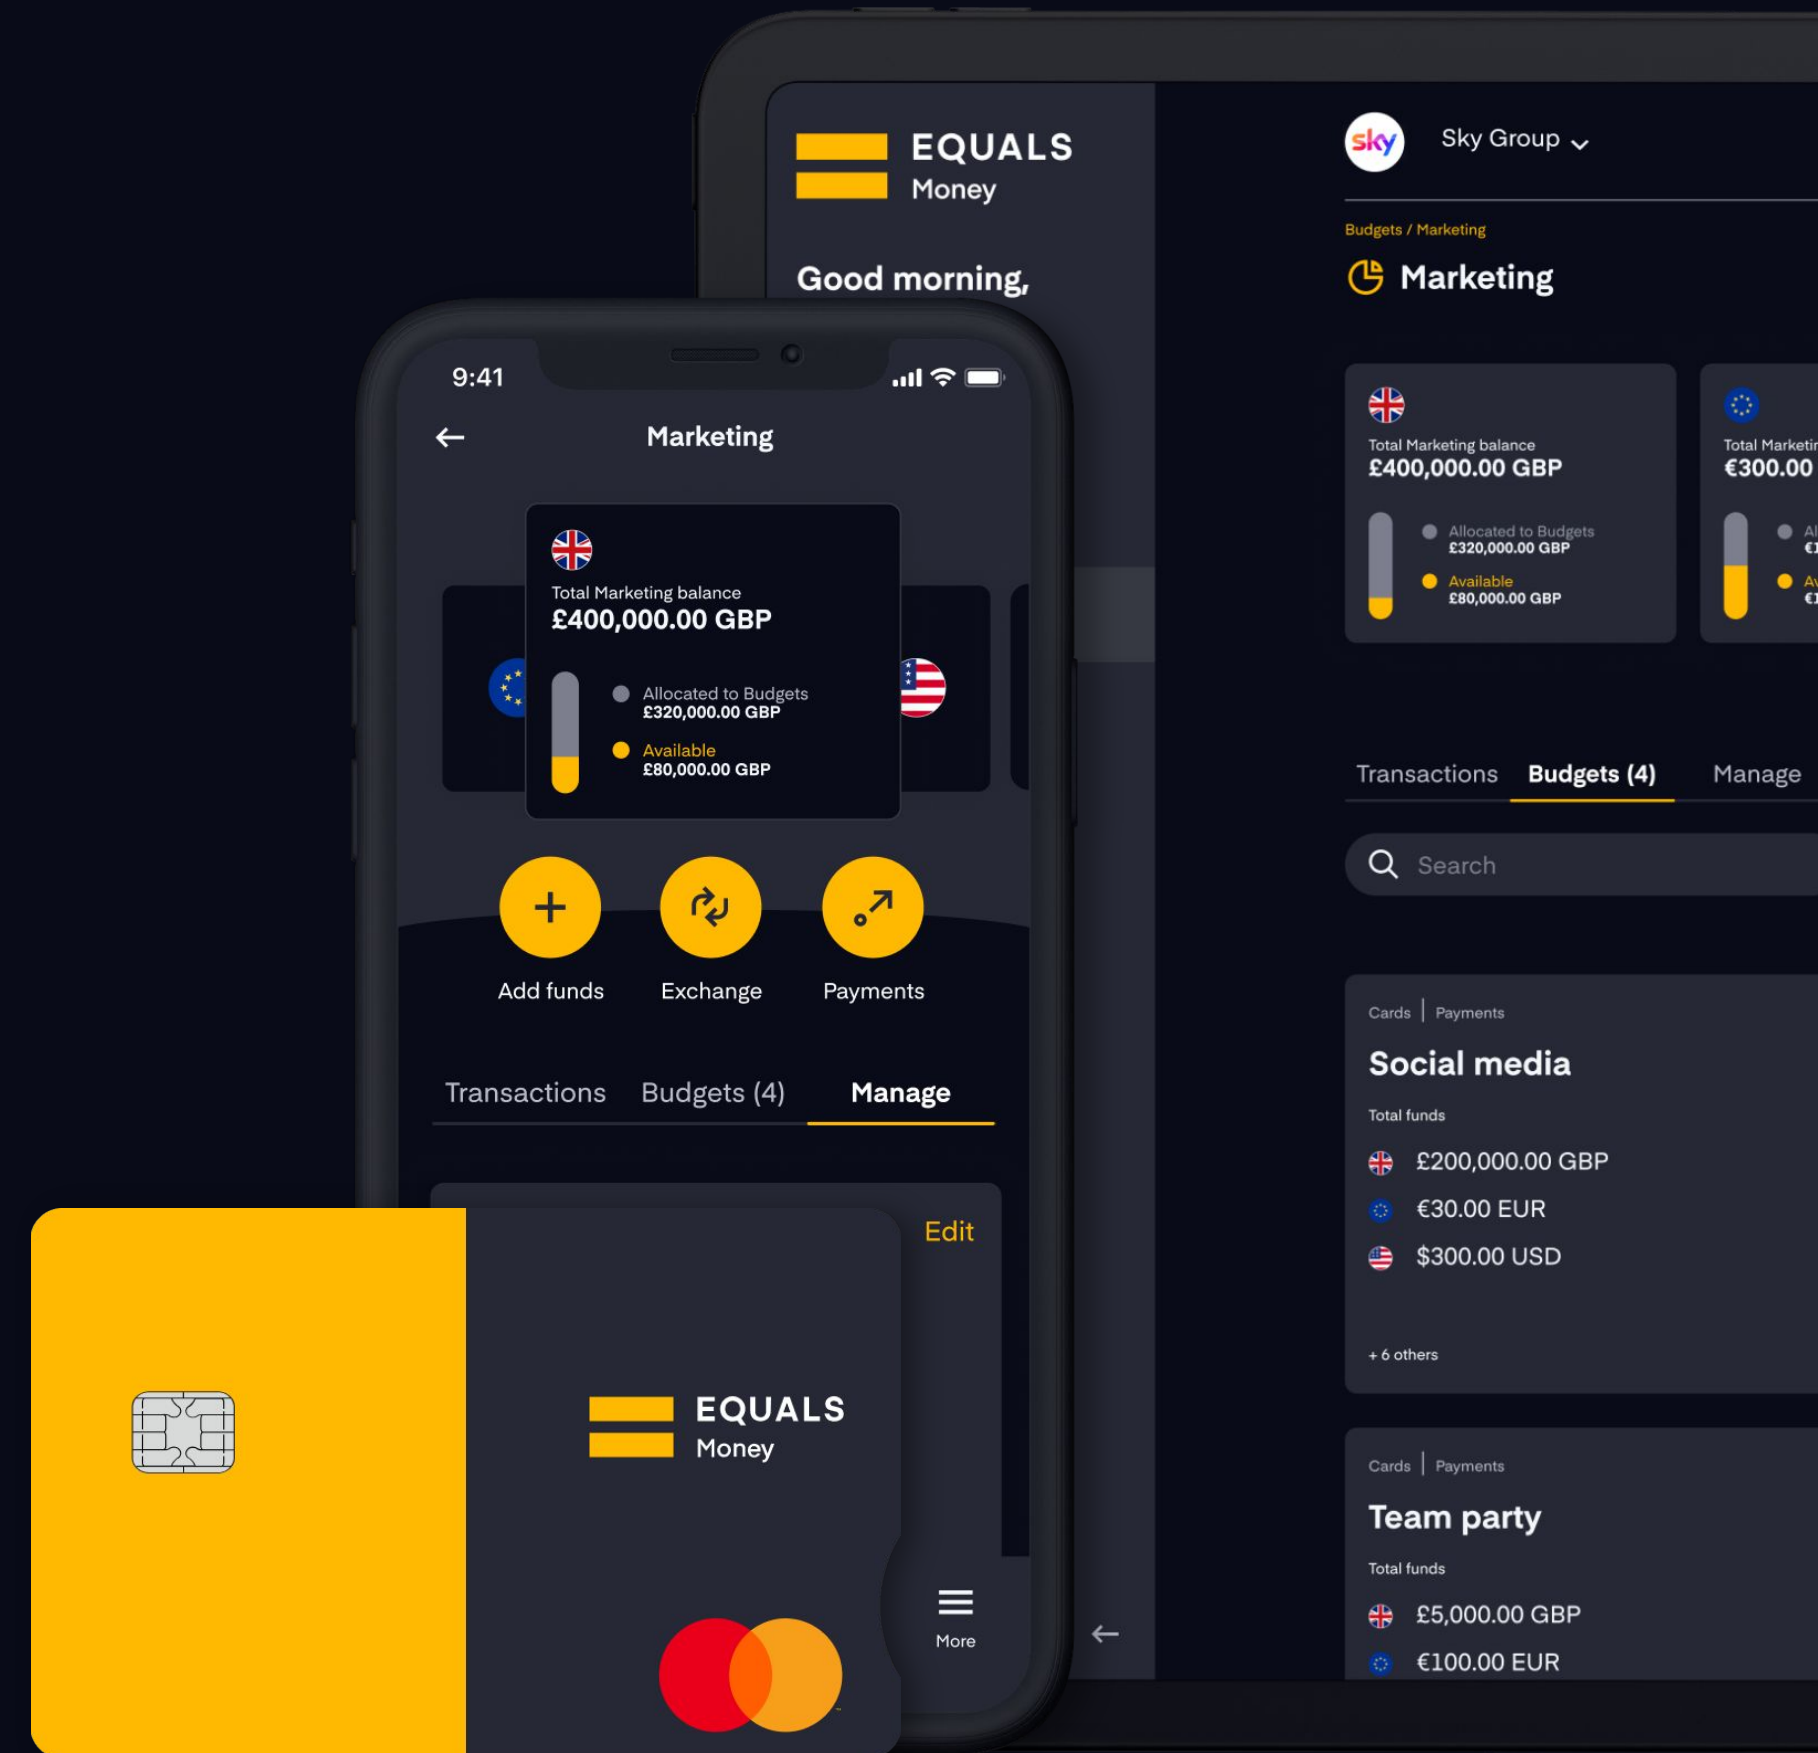 EQUALS
Money
Good morning,
sky
Sky Group
Budgets / Marketing
Marketing
Total Marketing balance
£400,000.00 GBP
Allocated to Budgets
£320,000.00 GBP
Available
£80,000.00 GBP
Total
€300.00
Transactions Budgets (4) Manage
Search
Cards | Payments
Social media
Total funds
£200,000.00 GBP
€30.00 EUR
$300.00 USD
+ 6 others
Cards | Payments
Team party
Total funds
£5,000.00 GBP
€100.00 EUR
9:41
Marketing
Total Marketing balance
£400,000.00 GBP
Allocated to Budgets
£320,000.00 GBP
Available
£80,000.00 GBP
Add funds Exchange Payments
Transactions Budgets (4) Manage
Edit
More
EQUALS
Money